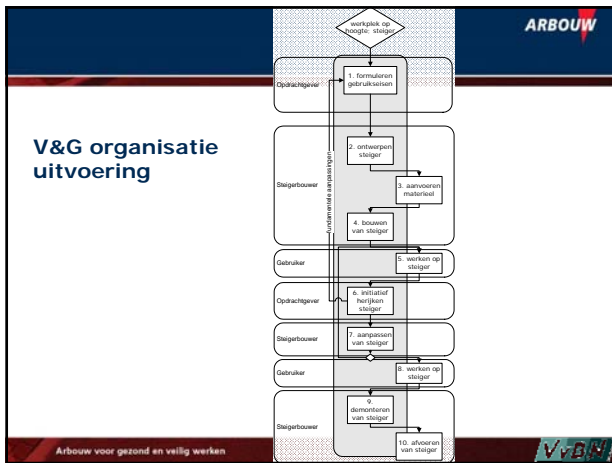 werkplek op
hoogte; steiger
ARBOUW
1. formuleren
gebruikseisen
Opdrachtgever
V&G organisatie
uitvoering
fundamentele aanpassingen
2. ontwerpen
steiger
Steigerbouwer
3. aanvoeren
materieel
4. bouwen
van steiger
Gebruiker
5. werken op
steiger
Opdrachtgever
6. initiatief
herijken
steiger
Steigerbouwer
7. aanpassen
van steiger
Gebruiker
8. werken op
steiger
9.
demonteren
van steiger
Steigerbouwer
10. afvoeren
van steiger
Arbouw voor gezond en veilig werken
VvBN